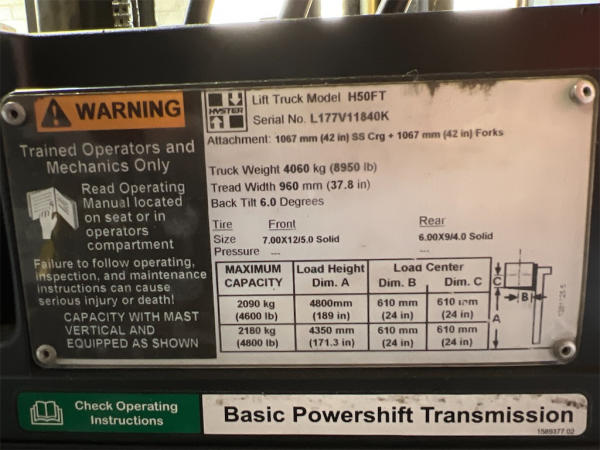 WARNING
Trained Operators and
Mechanics Only
Read Operating
Manual located
on seat or in
operators
compartment
Failure to follow operating,
inspection, and maintenance
instructions can cause
serious injury or death!
CAPACITY WITH MAST
VERTICAL AND
EQUIPPED AS SHOWN
HYSTER
Lift Truck Model H50FT
Serial No. L177V11840K
Attachment: 1067 mm (42 in) SS Crg + 1067 mm (42 in) Forks
Truck Weight 4060 kg (8950 lb)
Tread Width 960 mm (37.8 in)
Back Tilt 6.0 Degrees
Tire Front Rear
Size 7.00X12/5.0 Solid 6.00X9/4.0 Solid
Pressure --- ---
MAXIMUM CAPACITY Load Height Dim. A Load Center Dim. B Dim. C
2090 kg 4800mm 610 mm 610 mm
(4600 lb) (189 in) (24 in) (24 in)
2180 kg 4350 mm 610 mm 610 mm
(4800 lb) (171.3 in) (24 in) (24 in)
C
B
A
Check Operating
Instructions
Basic Powershift Transmission
1589377 02